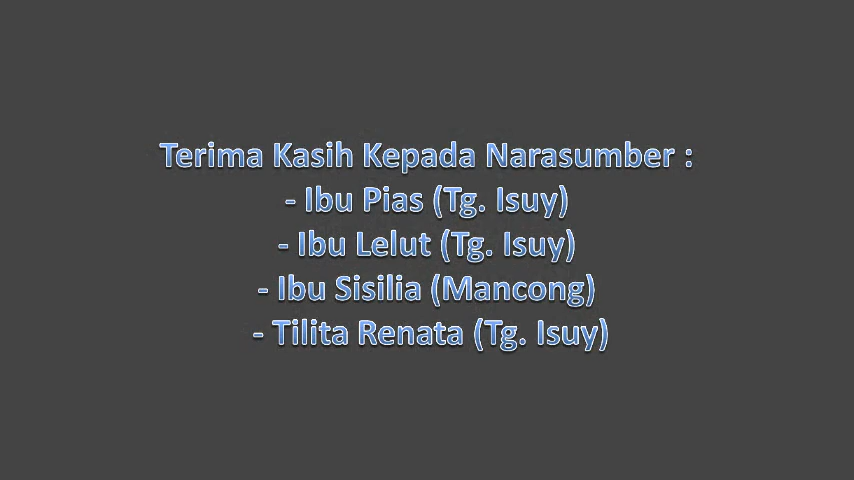 Terima Kasih Kepada Narasumber :
- Ibu Pias (Tg. Isuy)
- Ibu Lelut (Tg. Isuy)
- Ibu Sisilia (Mancong)
- Tilita Renata (Tg. Isuy)